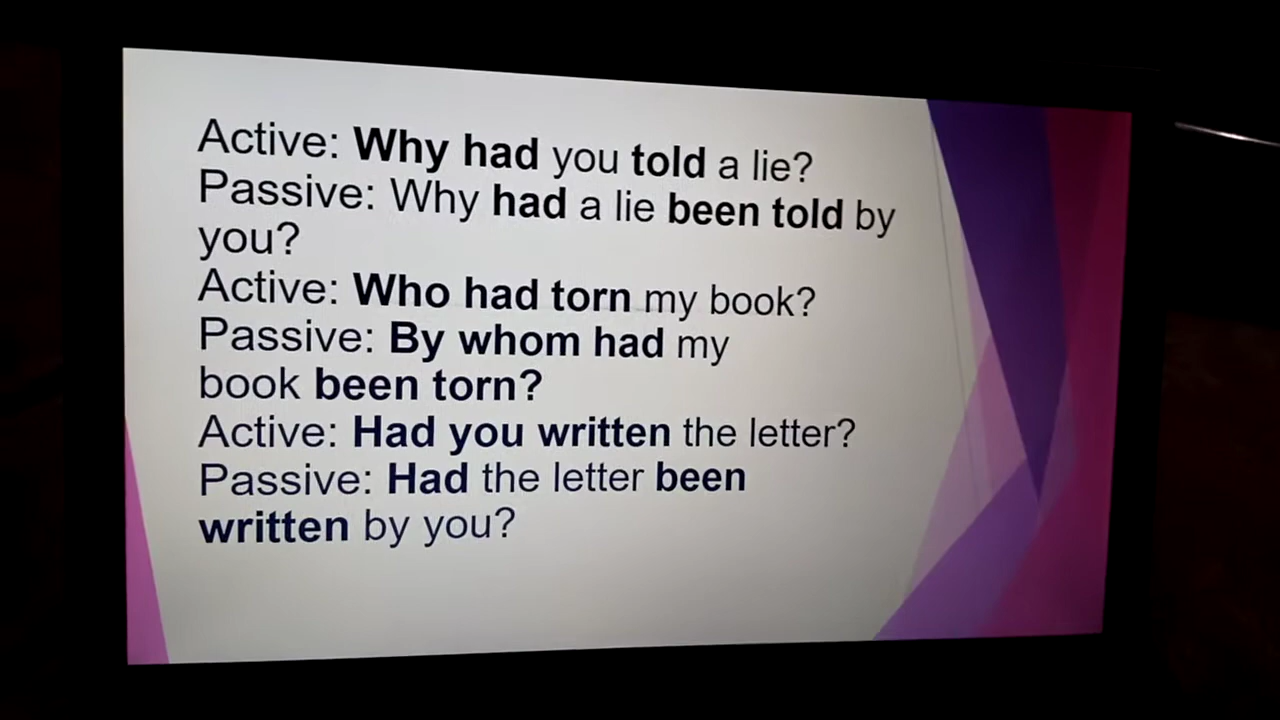 Active: Why had you told a lie?
Passive: Why had a lie been told by
you?
Active: Who had torn my book?
Passive: By whom had my
book been torn?
Active: Had you written the letter?
Passive: Had the letter been
written by you?